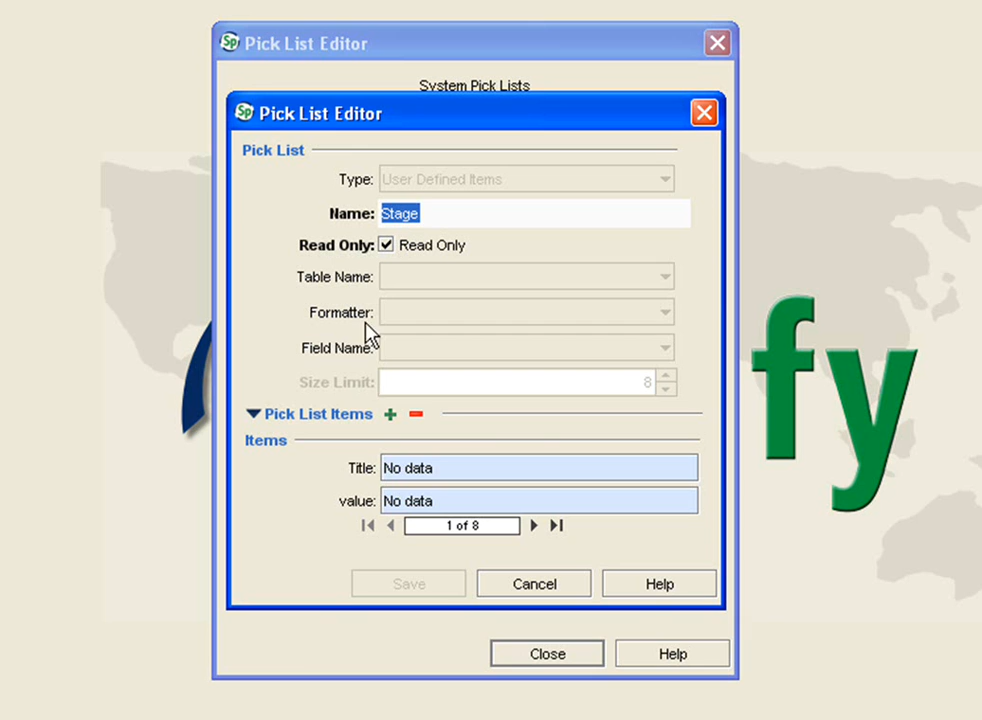 Sp Pick List Editor
System Pick Lists
Sp Pick List Editor
Pick List
Type: User Defined Items
Name: Stage
Read Only: Read Only
Table Name:
Formatter:
Field Name:
Size Limit: 8
Pick List Items
Items
Title: No data
value: No data
1 of 8
Save Cancel Help
Close Help
fy